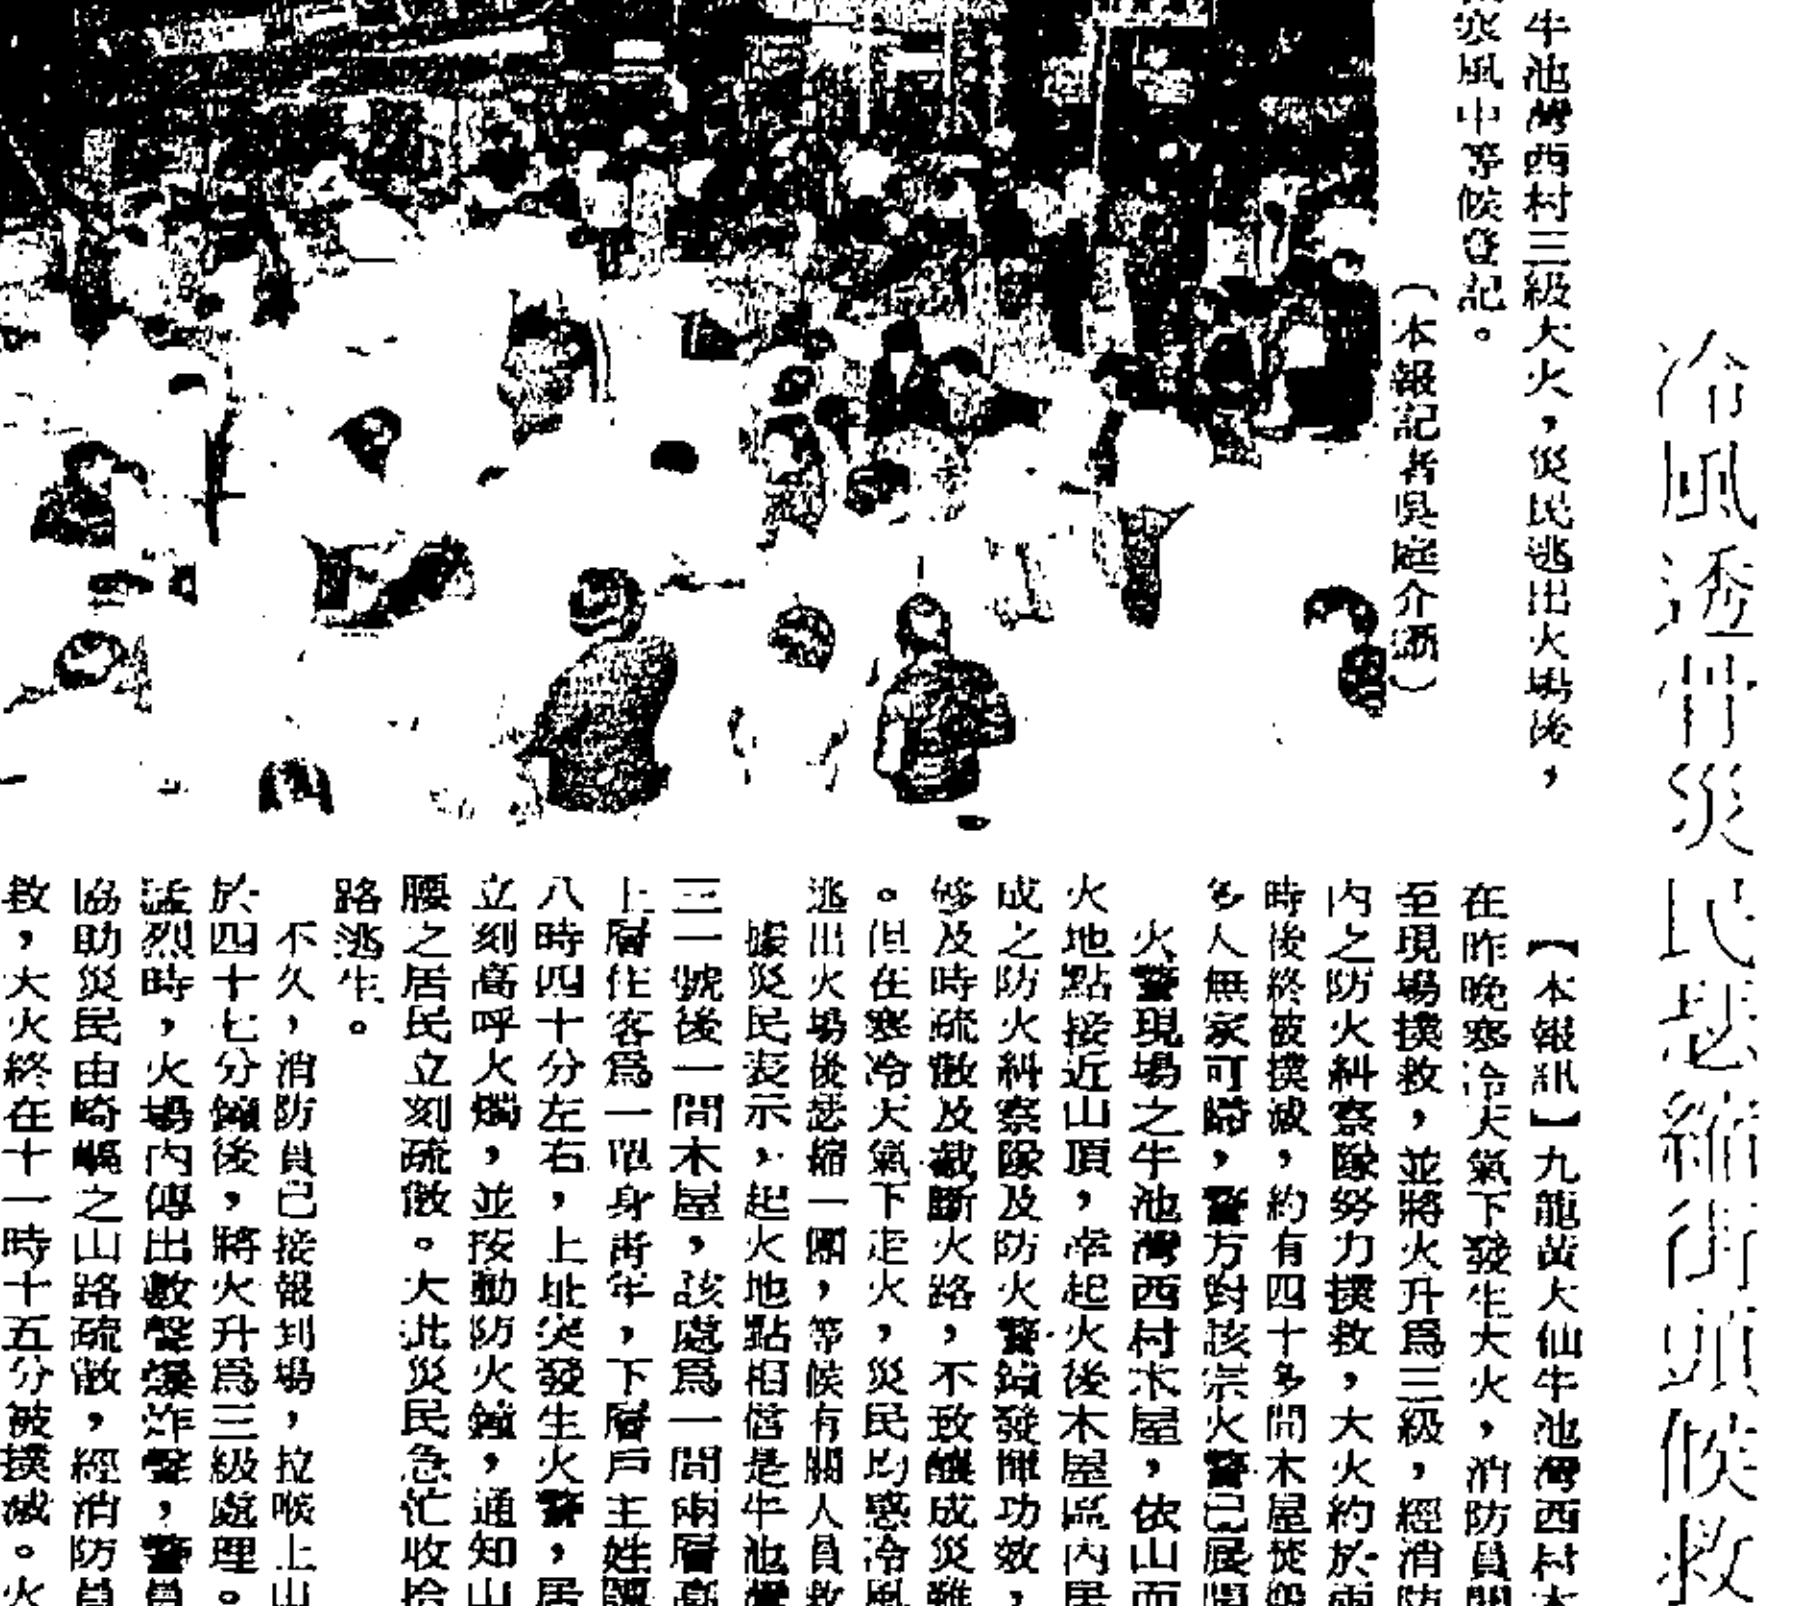 冷風透骨災民瑟縮街頭候救
牛池灣西村三級大火，災民逃出火場後，
寒風中等候登記。
（本報記者吳庭介攝）
【本報訊】九龍黃大仙牛池灣西村木
在昨晚寒冷天氣下發生大火，消防員聞
至現場撲救，並將火升爲三級，經消防
內之防火糾察隊努力撲救，大火約於兩
時後終被撲滅，約有四十多間木屋焚毀
多人無家可歸，警方對該宗火警已展開
火警現場之牛池灣西村木屋，依山而
火地點接近山頂，幸起火後木屋區內居
成之防火糾察隊及防火警鐘發揮功效，
够及時疏散及截斷火路，不致釀成災難
。但在寒冷天氣下走火，災民均感冷風
逃出火場後瑟縮一團，等候有關人員救
據災民表示，起火地點相信是牛池灣
三一號後一間木屋，該處爲一間兩層高
上層住客爲一單身靑年，下層戶主姓譚
八時四十分左右，上址突發生火警，居
立刻高呼火燭，並按動防火鐘，通知山
腰之居民立刻疏散。大批災民急忙收拾
路逃生。
不久，消防員已接報到場，拉喉上山
於四十七分鐘後，將火升爲三級處理。
猛烈時，火場內傳出數聲爆炸聲，警員
協助災民由崎嶇之山路疏散，經消防員
救，大火終在十一時十五分被撲滅。火